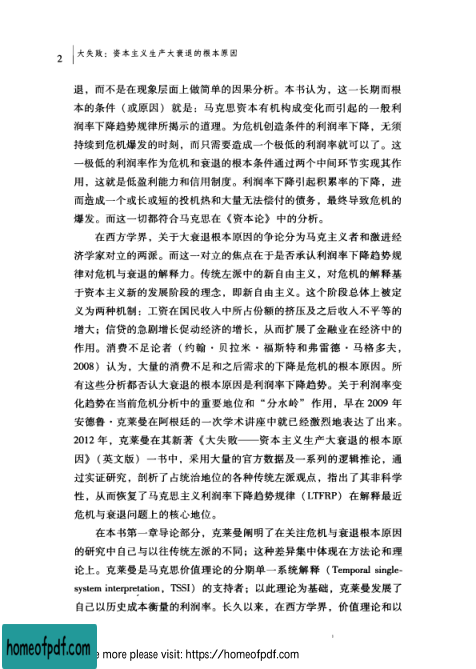 2 大失败：资本主义生产大衰退的根本原因
退，而不是在现象层面上做简单的因果分析。本书认为，这一长期而根
本的条件（或原因）就是：马克思资本有机构成变化而引起的一般利
润率下降趋势规律所揭示的道理。为危机创造条件的利润率下降，无须
持续到危机爆发的时刻，而只需要造成一个极低的利润率就可以了。这
一极低的利润率作为危机和衰退的根本条件通过两个中间环节实现其作
用，这就是低盈利能力和信用制度。利润率下降引起积累率的下降，进
而造成一个或长或短的投机热和大量无法偿付的债务，最终导致危机的
爆发。而这一切都符合马克思在《资本论》中的分析。
在西方学界，关于大衰退根本原因的争论分为马克思主义者和激进经
济学家对立的两派。而这一对立的焦点在于是否承认利润率下降趋势规
律对危机与衰退的解释力。传统左派中的新自由主义，对危机的解释基
于资本主义新的发展阶段的理念，即新自由主义。这个阶段总体上被定
义为两种机制：工资在国民收入中所占份额的挤压及之后收入不平等的
增大；信贷的急剧增长促动经济的增长，从而扩展了金融业在经济中的
作用。消费不足论者（约翰·贝拉米·福斯特和弗雷德·马格多夫，
2008）认为，大量的消费不足和之后需求的下降是危机的根本原因。所
有这些分析都否认大衰退的根本原因是利润率下降趋势。关于利润率变
化趋势在当前危机分析中的重要地位和“分水岭”作用，早在 2009 年
安德鲁·克莱曼在阿根廷的一次学术讲座中就已经激烈地表达了出来。
2012 年，克莱曼在其新著《大失败——资本主义生产大衰退的根本原
因》（英文版）一书中，采用大量的官方数据及一系列的逻辑推论，通
过实证研究，剖析了占统治地位的各种传统左派观点，指出了其非科学
性，从而恢复了马克思主义利润率下降趋势规律（LTFRP）在解释最近
危机与衰退问题上的核心地位。
在本书第一章导论部分，克莱曼阐明了在关注危机与衰退根本原因
的研究中自己与以往传统左派的不同；这种差异集中体现在方法论和理
论上。克莱曼是马克思价值理论的分期单一系统解释（Temporal single-
system interpretation，TSSI）的支持者；以此理论为基础，克莱曼发展了
自己以历史成本衡量的利润率。长久以来，在西方学界，价值理论和以
homeofpdf.com
e more please visit: https://homeofpdf.com